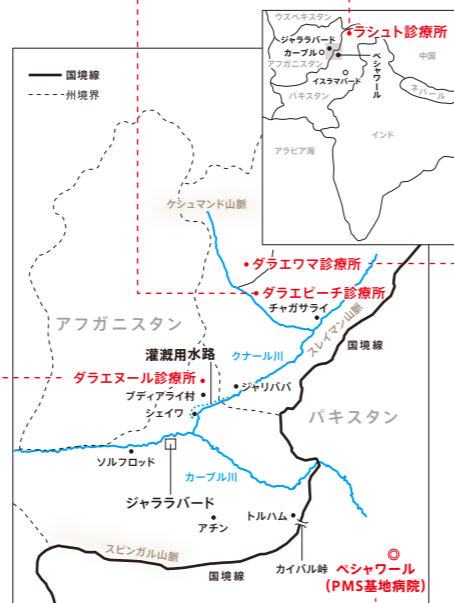 国境線
州境界
ウズベキスタン
ラシュト診療所
ジャララバード
カーブル
アフガニスタン
ペシャワール
イスラマバード
中国
パキスタン
ネパール
インド
アラビア海
ケシュマンド山脈
ダラエワマ診療所
ダラエピーチ診療所
チャガサライ
アフガニスタン
スレイマン山脈
国境線
灌漑用水路
クナール川
ダラエヌール診療所
ジャリババ
ブディアライ村
シェイワ
パキスタン
ソルフロッド
カーブル川
ジャララバード
アチン
トルハム
スピンガル山脈
カイバル峠
国境線
ペシャワール
(PMS基地病院)